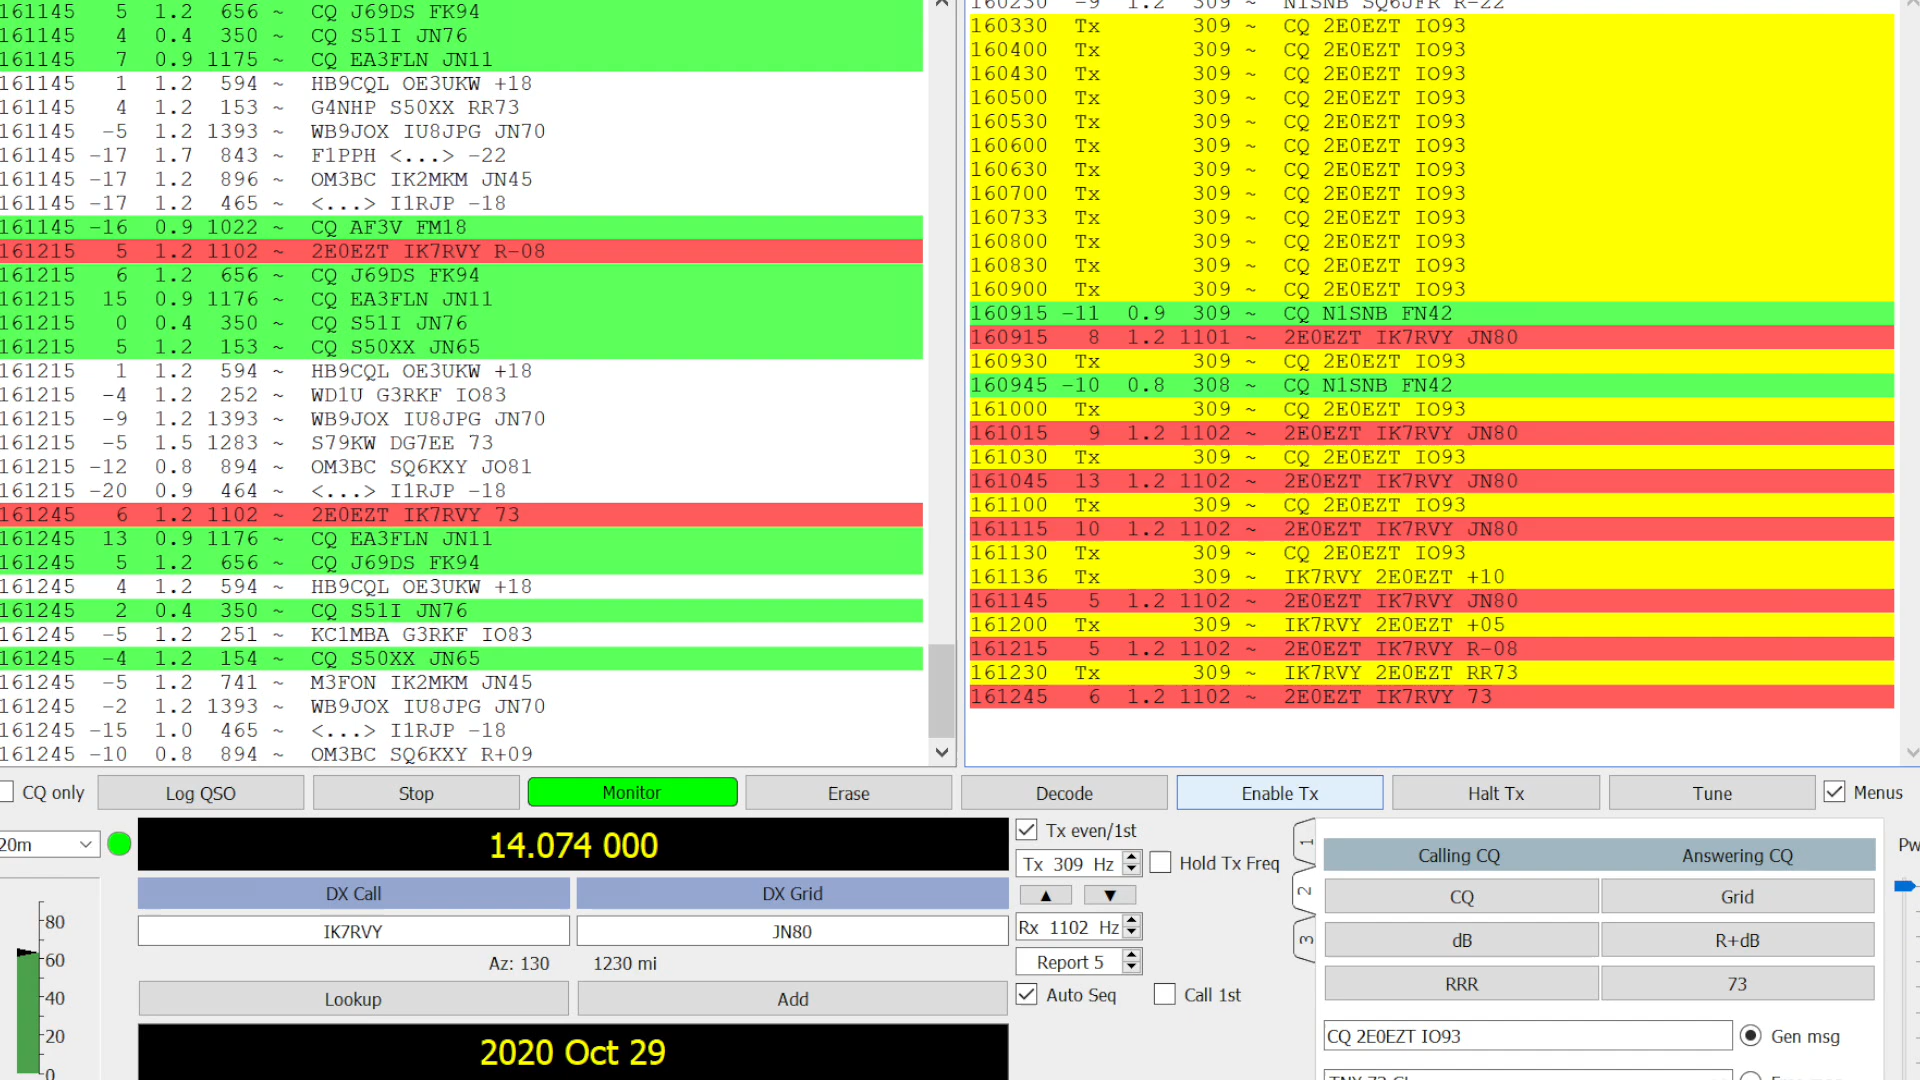 161145 5 1.2 656 ~ CQ J69DS FK94
161145 4 0.4 350 ~ CQ S51I JN76
161145 7 0.9 1175 ~ CQ EA3FLN JN11
161145 1 1.2 594 ~ HB9CQL OE3UKW +18
161145 4 1.2 153 ~ G4NHP S50XX RR73
161145 -5 1.2 1393 ~ WB9JOX IU8JPG JN70
161145 -17 1.7 843 ~ F1PPH <...> -22
161145 -17 1.2 896 ~ OM3BC IK2MKM JN45
161145 -17 1.2 465 ~ <...> I1RJP -18
161145 -16 0.9 1022 ~ CQ AF3V FM18
161215 5 1.2 1102 ~ 2E0EZT IK7RVY R-08
161215 6 1.2 656 ~ CQ J69DS FK94
161215 15 0.9 1176 ~ CQ EA3FLN JN11
161215 0 0.4 350 ~ CQ S51I JN76
161215 5 1.2 153 ~ CQ S50XX JN65
161215 1 1.2 594 ~ HB9CQL OE3UKW +18
161215 -4 1.2 252 ~ WD1U G3RKF IO83
161215 -9 1.2 1393 ~ WB9JOX IU8JPG JN70
161215 -5 1.5 1283 ~ S79KW DG7EE 73
161215 -12 0.8 894 ~ OM3BC SQ6KXY JO81
161215 -20 0.9 464 ~ <...> I1RJP -18
161245 6 1.2 1102 ~ 2E0EZT IK7RVY 73
161245 13 0.9 1176 ~ CQ EA3FLN JN11
161245 5 1.2 656 ~ CQ J69DS FK94
161245 4 1.2 594 ~ HB9CQL OE3UKW +18
161245 2 0.4 350 ~ CQ S51I JN76
161245 -5 1.2 251 ~ KC1MBA G3RKF IO83
161245 -4 1.2 154 ~ CQ S50XX JN65
161245 -5 1.2 741 ~ M3FON IK2MKM JN45
161245 -2 1.2 1393 ~ WB9JOX IU8JPG JN70
161245 -15 1.0 465 ~ <...> I1RJP -18
161245 -10 0.8 894 ~ OM3BC SQ6KXY R+09
160230 -9 1.2 309 ~ N1SNB SQ6JFR R-22
160330 Tx 309 ~ CQ 2E0EZT IO93
160400 Tx 309 ~ CQ 2E0EZT IO93
160430 Tx 309 ~ CQ 2E0EZT IO93
160500 Tx 309 ~ CQ 2E0EZT IO93
160530 Tx 309 ~ CQ 2E0EZT IO93
160600 Tx 309 ~ CQ 2E0EZT IO93
160630 Tx 309 ~ CQ 2E0EZT IO93
160700 Tx 309 ~ CQ 2E0EZT IO93
160733 Tx 309 ~ CQ 2E0EZT IO93
160800 Tx 309 ~ CQ 2E0EZT IO93
160830 Tx 309 ~ CQ 2E0EZT IO93
160900 Tx 309 ~ CQ 2E0EZT IO93
160915 -11 0.9 309 ~ CQ N1SNB FN42
160915 8 1.2 1101 ~ 2E0EZT IK7RVY JN80
160930 Tx 309 ~ CQ 2E0EZT IO93
160945 -10 0.8 308 ~ CQ N1SNB FN42
161000 Tx 309 ~ CQ 2E0EZT IO93
161015 9 1.2 1102 ~ 2E0EZT IK7RVY JN80
161030 Tx 309 ~ CQ 2E0EZT IO93
161045 13 1.2 1102 ~ 2E0EZT IK7RVY JN80
161100 Tx 309 ~ CQ 2E0EZT IO93
161115 10 1.2 1102 ~ 2E0EZT IK7RVY JN80
161130 Tx 309 ~ CQ 2E0EZT IO93
161136 Tx 309 ~ IK7RVY 2E0EZT +10
161145 5 1.2 1102 ~ 2E0EZT IK7RVY JN80
161200 Tx 309 ~ IK7RVY 2E0EZT +05
161215 5 1.2 1102 ~ 2E0EZT IK7RVY R-08
161230 Tx 309 ~ IK7RVY 2E0EZT RR73
161245 6 1.2 1102 ~ 2E0EZT IK7RVY 73
CQ only Log QSO Stop Monitor Erase Decode Enable Tx Halt Tx Tune Menus
20m
14.074 000
DX Call DX Grid
IK7RVY JN80
Az: 130 1230 mi
Lookup Add
2020 Oct 29
80
60
40
20
0
Tx even/1st
Tx 309 Hz Hold Tx Freq
▲ ▼
Rx 1102 Hz
Report 5
Auto Seq Call 1st
1
2
3
Calling CQ Answering CQ
CQ Grid
dB R+dB
RRR 73
CQ 2E0EZT IO93 Gen msg
Pw